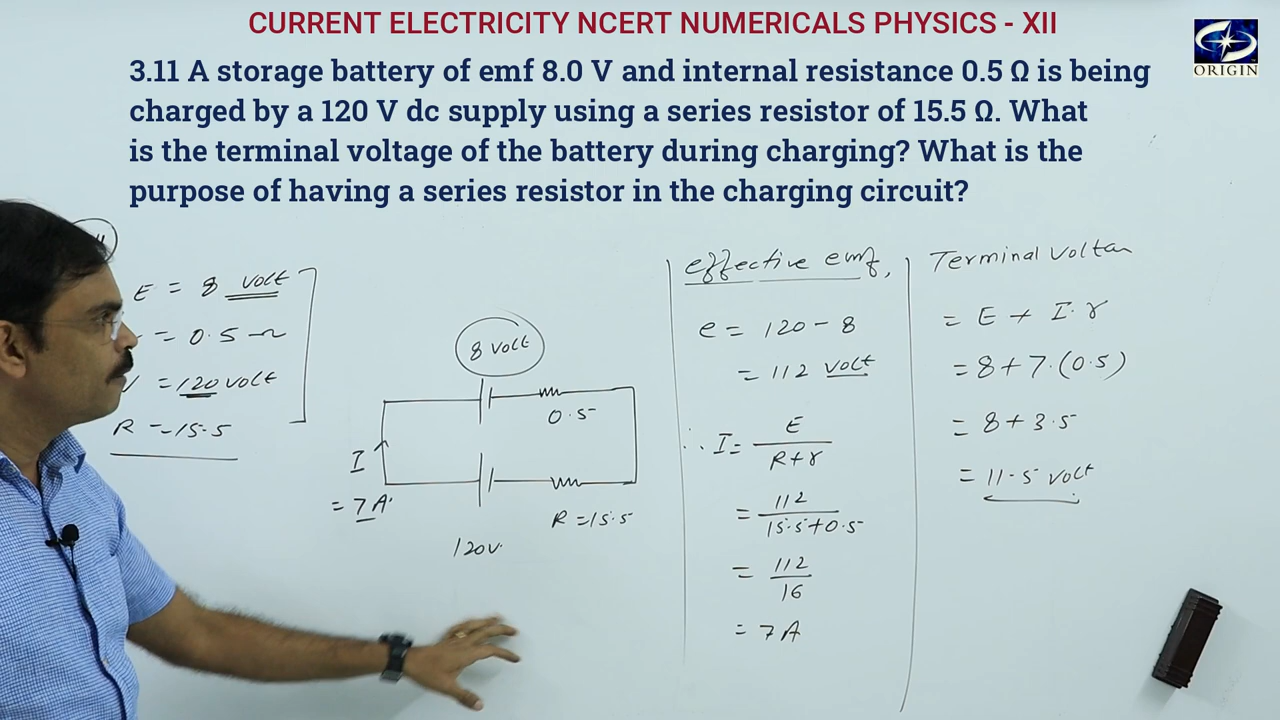 CURRENT ELECTRICITY NCERT NUMERICALS PHYSICS - XII
ORIGIN
3.11 A storage battery of emf 8.0 V and internal resistance 0.5 Ω is being
charged by a 120 V dc supply using a series resistor of 15.5 Ω. What
is the terminal voltage of the battery during charging? What is the
purpose of having a series resistor in the charging circuit?
E = 8 volt
= 0.5 Ω
= 120 volt
R = 15.5
8 volt
0.5
I
= 7A
R = 15.5
120V.
effective emf,
e = 120 - 8
= 112 volt
∴ I = E / R + r
= 112 / 15.5 + 0.5
= 112 / 16
= 7A
Terminal
= E + I.r
= 8 + 7.(0.5)
= 8 + 3.5
= 11.5 volt